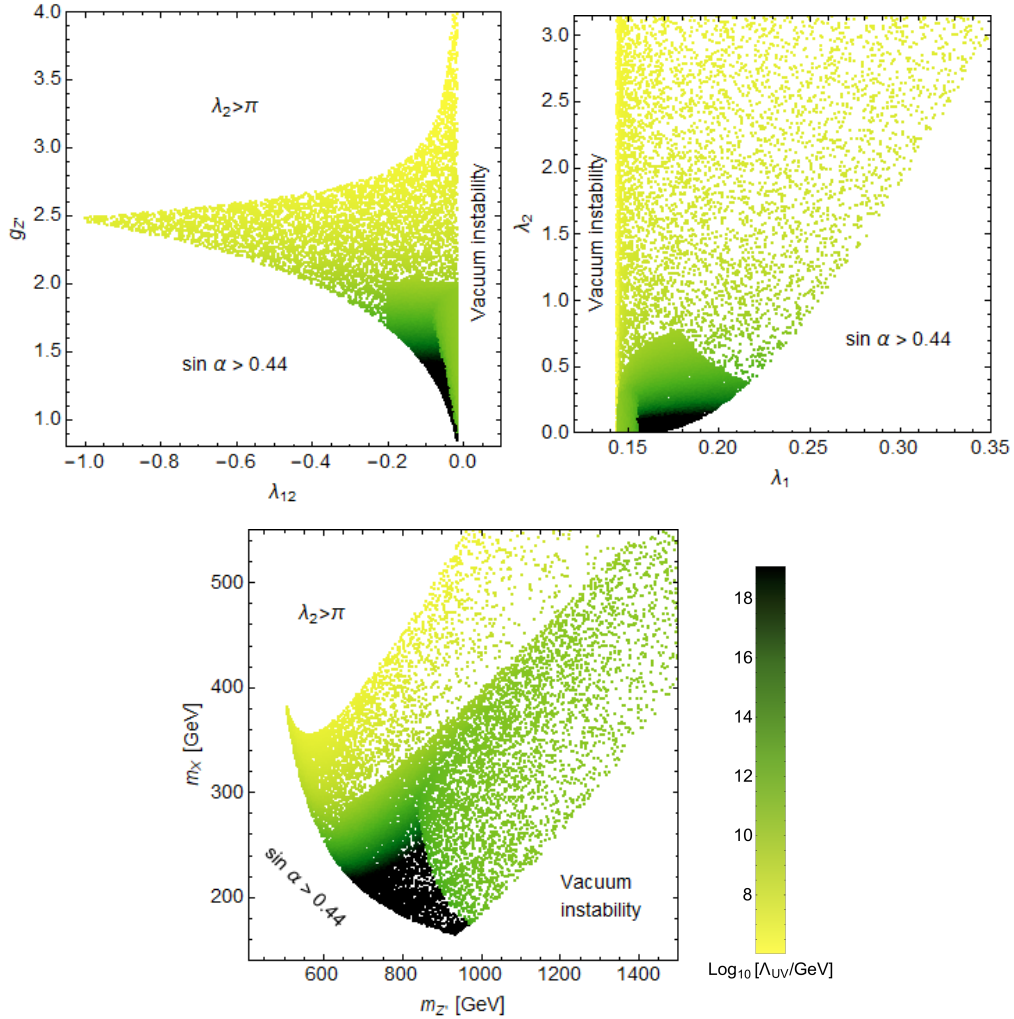 4.0
3.5
3.0
2.5
2.0
1.5
1.0
g_Z'
λ₂>π
Vacuum instability
sin α > 0.44
−1.0 −0.8 −0.6 −0.4 −0.2 0.0
λ₁₂
3.0
2.5
2.0
1.5
1.0
0.5
0.0
λ₂
Vacuum instability
sin α > 0.44
0.15 0.20 0.25 0.30 0.35
λ₁
500
400
300
200
m_X [GeV]
λ₂>π
sin α > 0.44
Vacuum
instability
600 800 1000 1200 1400
m_Z' [GeV]
18
16
14
12
10
8
Log₁₀ [Λ_UV/GeV]